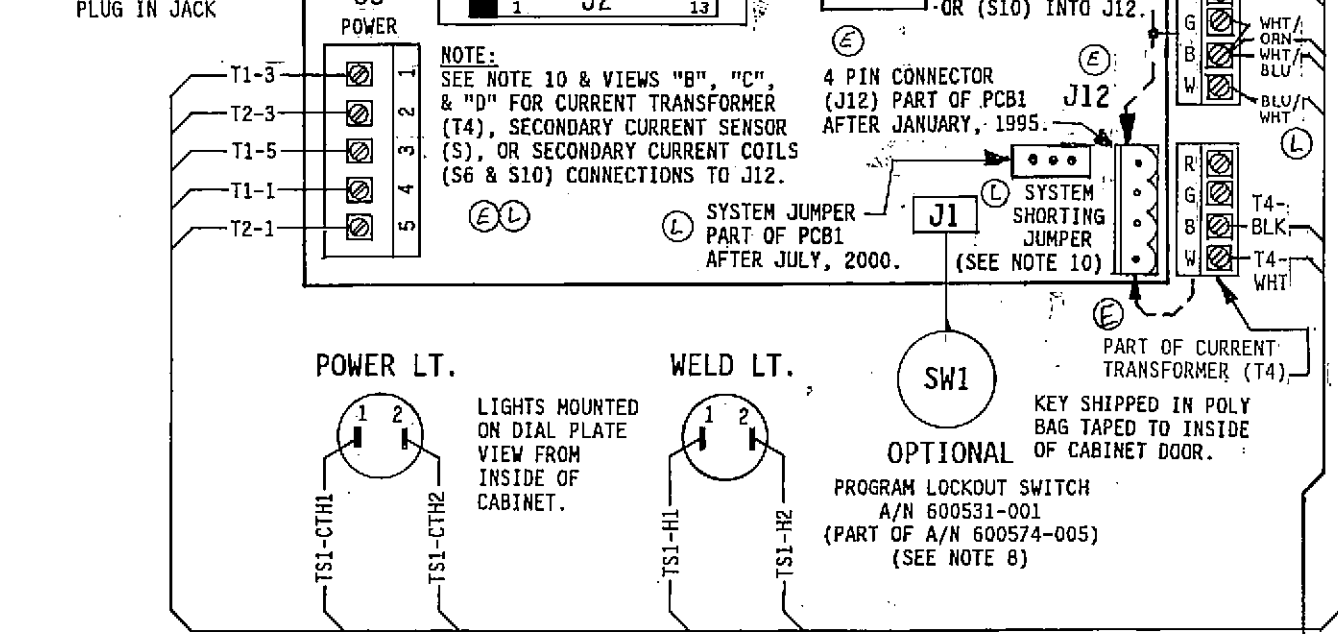 PLUG IN JACK
POWER
1 J2 13
OR (S10) INTO J12.
T1-3
T2-3
T1-5
T1-1
T2-1
1
2
3
4
5
NOTE:
SEE NOTE 10 & VIEWS "B", "C",
& "D" FOR CURRENT TRANSFORMER
(T4), SECONDARY CURRENT SENSOR
(S), OR SECONDARY CURRENT COILS
(S6 & S10) CONNECTIONS TO J12.
E L
E
4 PIN CONNECTOR
(J12) PART OF PCB1
AFTER JANUARY, 1995.
E
J12
G
B
W
WHT/
ORN
WHT/
BLU
BLU/
WHT
L
L
SYSTEM JUMPER
PART OF PCB1
AFTER JULY, 2000.
J1
L
SYSTEM
SHORTING
JUMPER
(SEE NOTE 10)
R
G
B
W
T4-
BLK
T4-
WHT
E
PART OF CURRENT
TRANSFORMER (T4)
POWER LT.
1 2
LIGHTS MOUNTED
ON DIAL PLATE
VIEW FROM
INSIDE OF
CABINET.
TS1-CTH1
TS1-CTH2
WELD LT.
1 2
TS1-H1
TS1-H2
SW1
KEY SHIPPED IN POLY
BAG TAPED TO INSIDE
OF CABINET DOOR.
OPTIONAL
PROGRAM LOCKOUT SWITCH
A/N 600531-001
(PART OF A/N 600574-005)
(SEE NOTE 8)